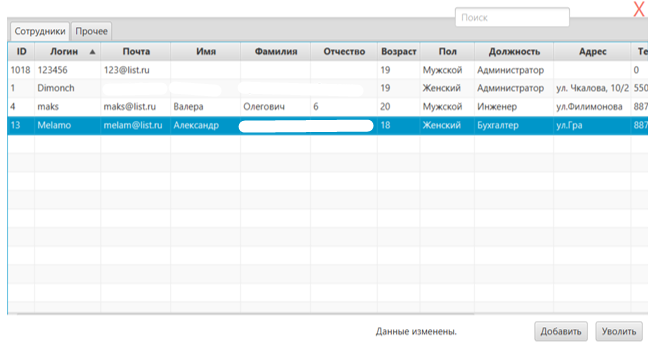 X
Поиск
Сотрудники Прочее
ID Логин Почта Имя Фамилия Отчество Возраст Пол Должность Адрес Те
1018 123456 123@list.ru 19 Мужской Администратор 0
1 Dimonch 19 Женский Администратор ул. Чкалова, 10/2 550
4 maks maks@list.ru Валера Олегович 6 20 Мужской Инженер ул.Филимонова 887
13 Melamo melam@list.ru Александр 18 Женский Бухгалтер ул.Гра 887
Данные изменены. Добавить Уволить